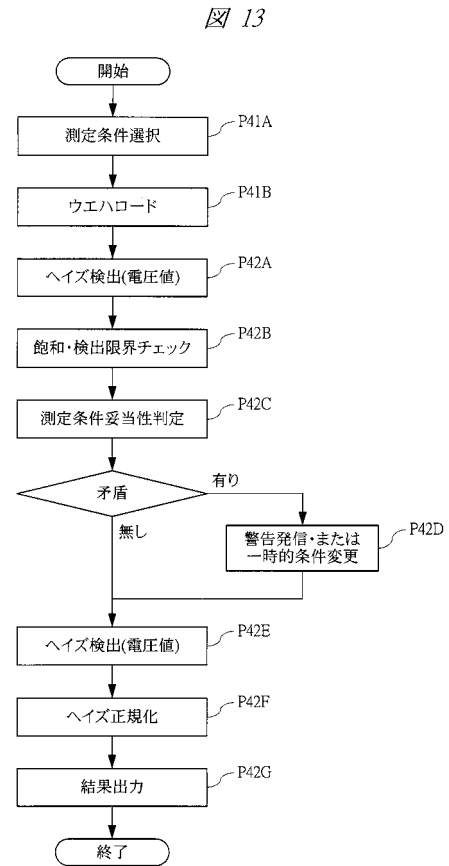 図 13
開始
測定条件選択
P41A
ウエハロード
P41B
ヘイズ検出(電圧値)
P42A
飽和・検出限界チェック
P42B
測定条件妥当性判定
P42C
矛盾
有り
無し
警告発信・または
一時的条件変更
P42D
ヘイズ検出(電圧値)
P42E
ヘイズ正規化
P42F
結果出力
P42G
終了